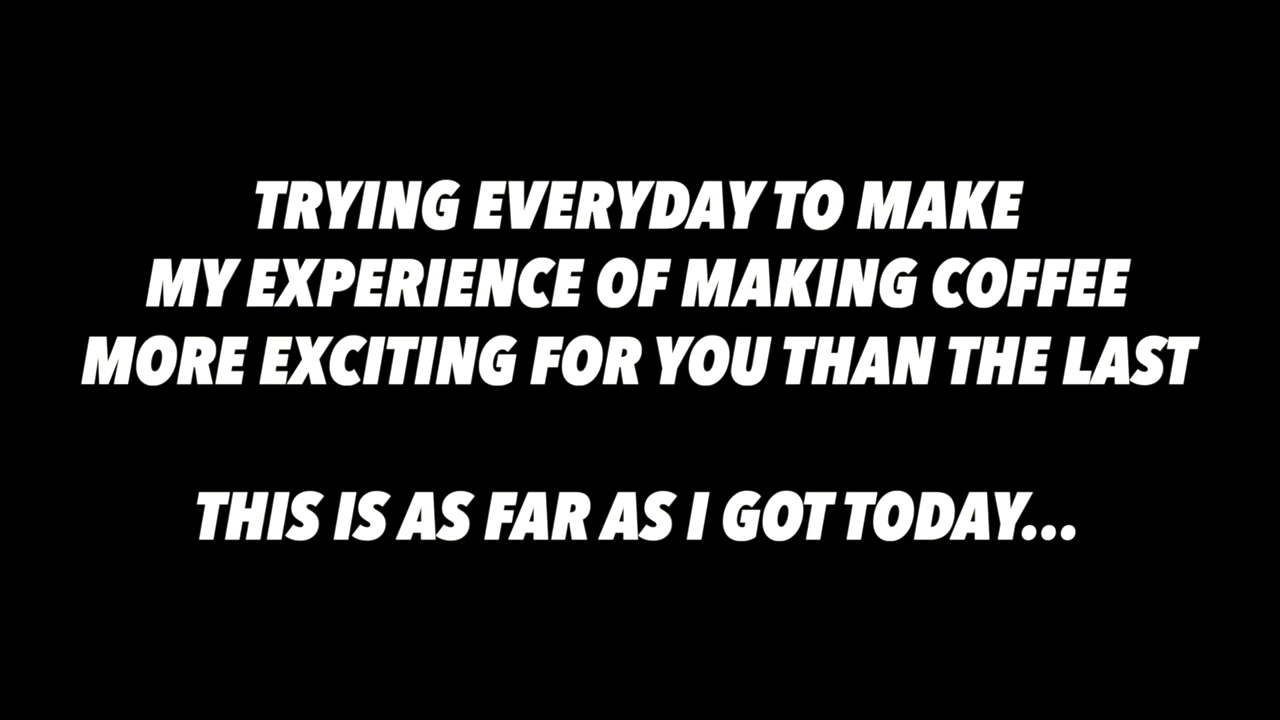 TRYING EVERYDAY TO MAKE
MY EXPERIENCE OF MAKING COFFEE
MORE EXCITING FOR YOU THAN THE LAST
THIS IS AS FAR AS I GOT TODAY...